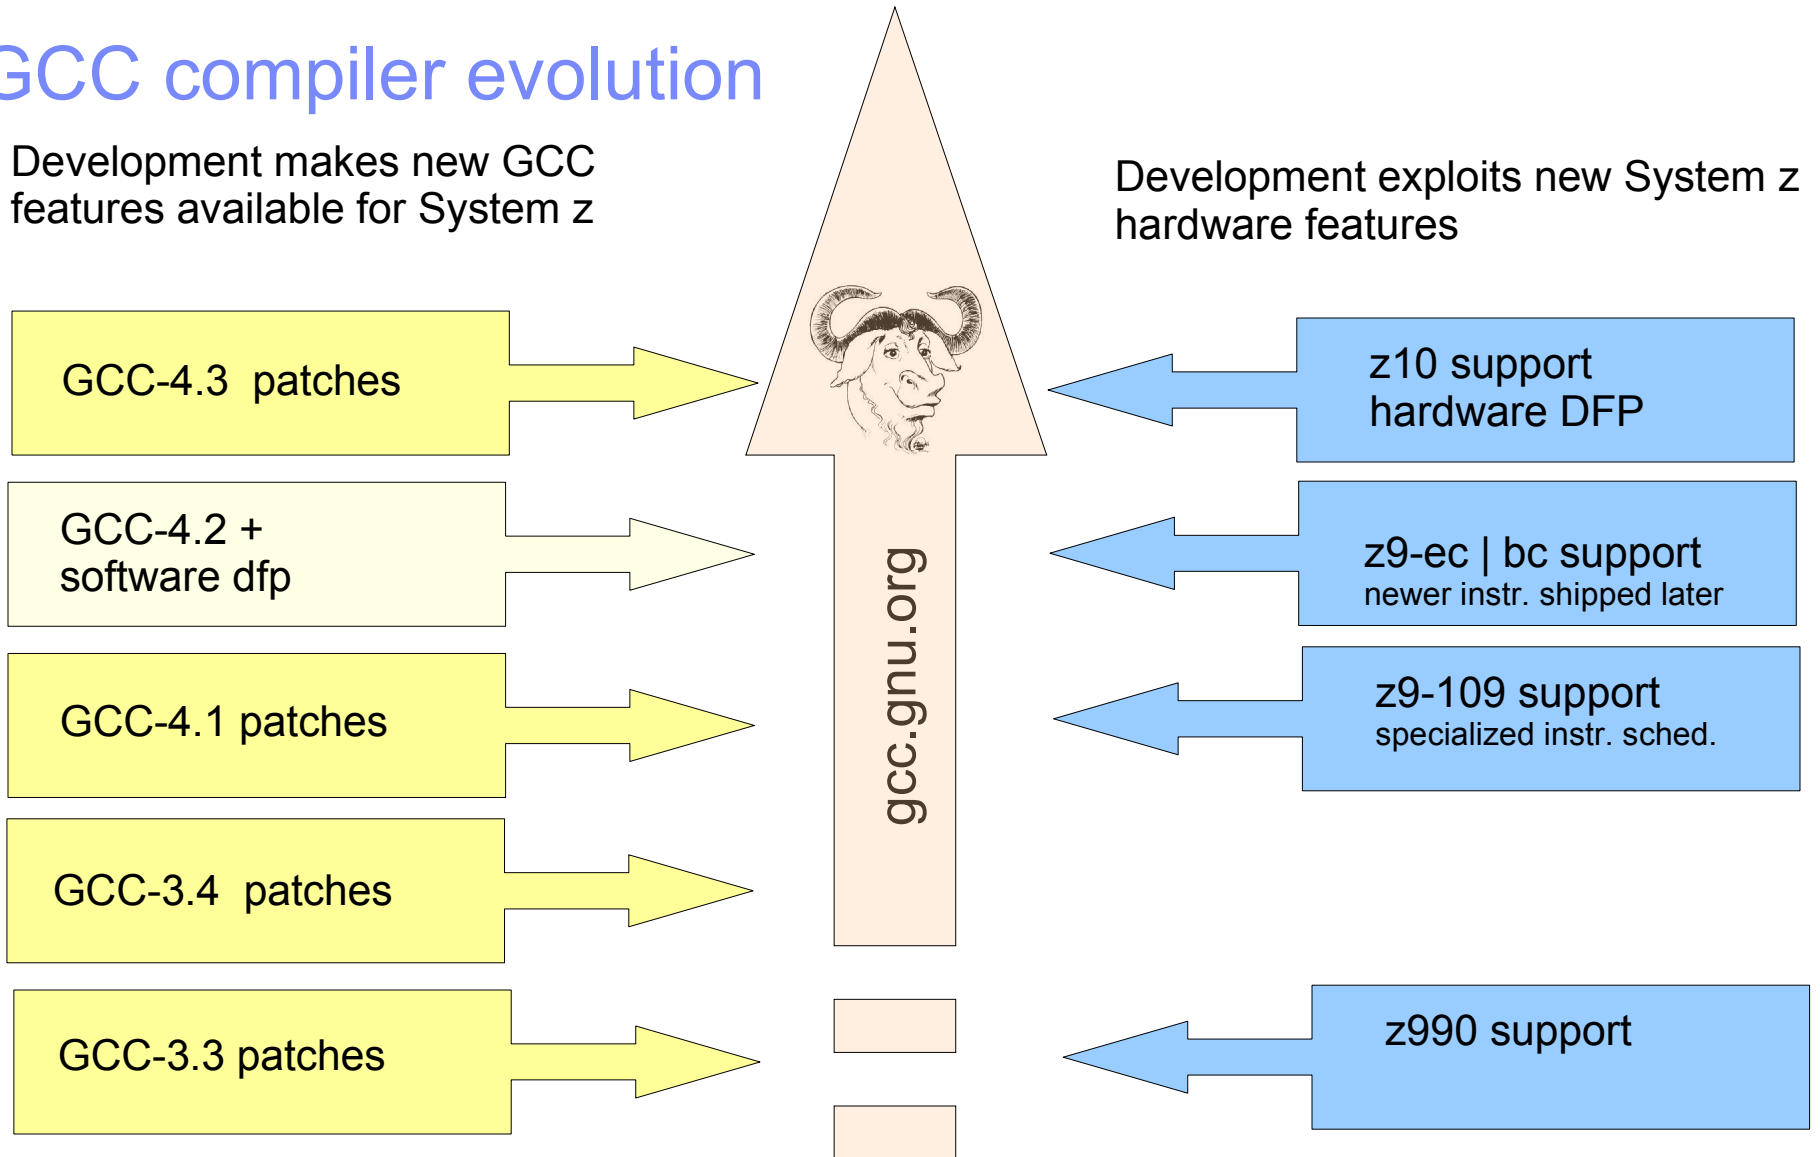 GCC compiler evolution
Development makes new GCC
features available for System z
Development exploits new System z
hardware features
GCC-4.3 patches
z10 support
hardware DFP
GCC-4.2 +
software dfp
z9-ec | bc support
newer instr. shipped later
gcc.gnu.org
GCC-4.1 patches
z9-109 support
specialized instr. sched.
GCC-3.4 patches
GCC-3.3 patches
z990 support